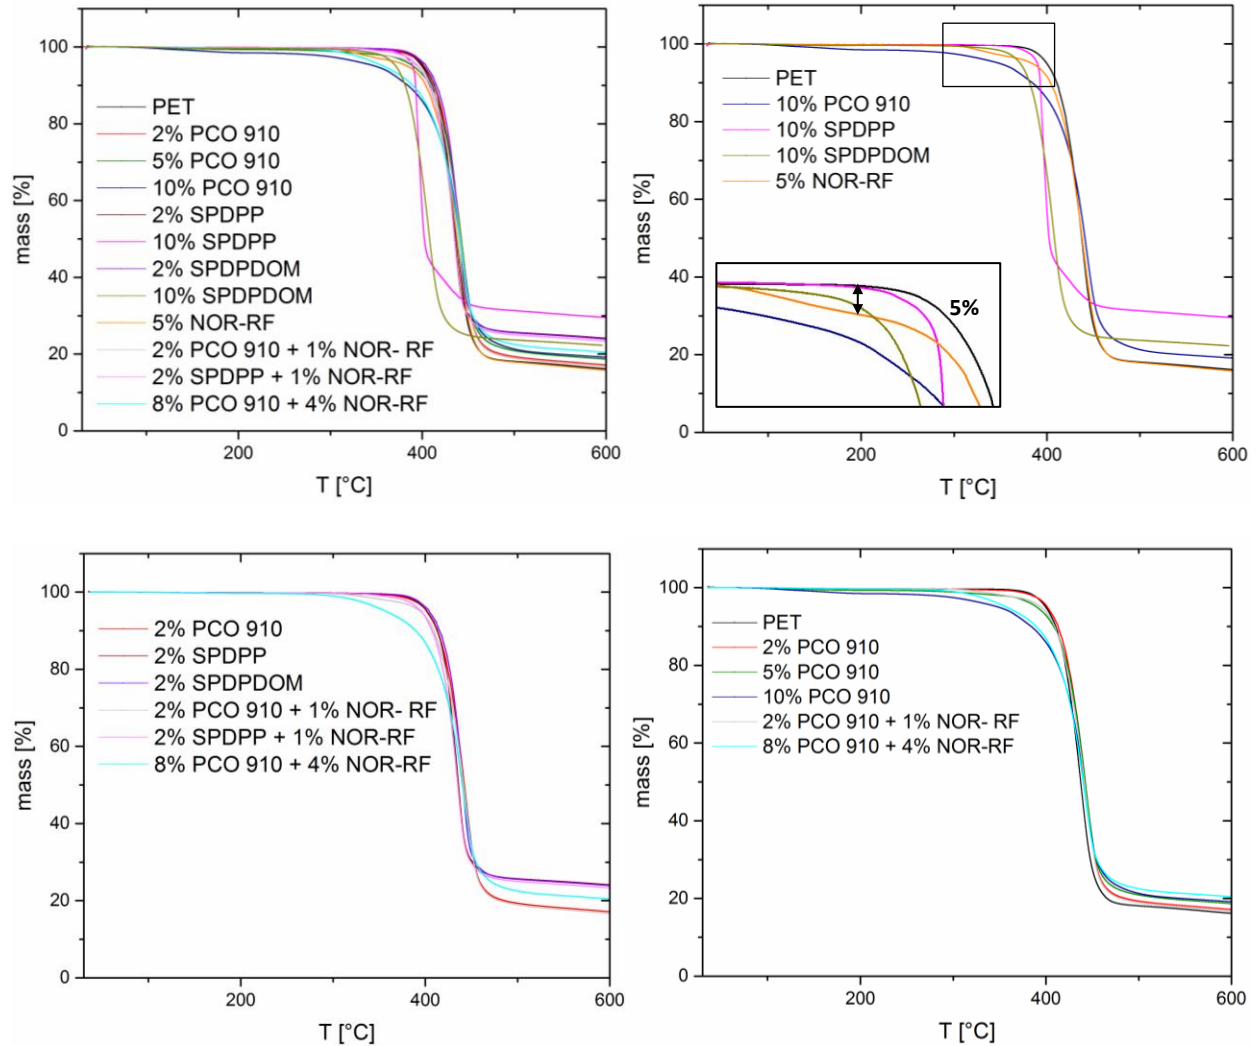 100
80
60
40
20
0
mass [%]
PET
2% PCO 910
5% PCO 910
10% PCO 910
2% SPDPP
10% SPDPP
2% SPDPDOM
10% SPDPDOM
5% NOR-RF
2% PCO 910 + 1% NOR- RF
2% SPDPP + 1% NOR-RF
8% PCO 910 + 4% NOR-RF
200
400
600
T [°C]
100
80
60
40
20
0
mass [%]
PET
10% PCO 910
10% SPDPP
10% SPDPDOM
5% NOR-RF
5%
200
400
600
T [°C]
100
80
60
40
20
0
mass [%]
2% PCO 910
2% SPDPP
2% SPDPDOM
2% PCO 910 + 1% NOR- RF
2% SPDPP + 1% NOR-RF
8% PCO 910 + 4% NOR-RF
200
400
600
T [°C]
100
80
60
40
20
0
mass [%]
PET
2% PCO 910
5% PCO 910
10% PCO 910
2% PCO 910 + 1% NOR- RF
8% PCO 910 + 4% NOR-RF
200
400
600
T [°C]